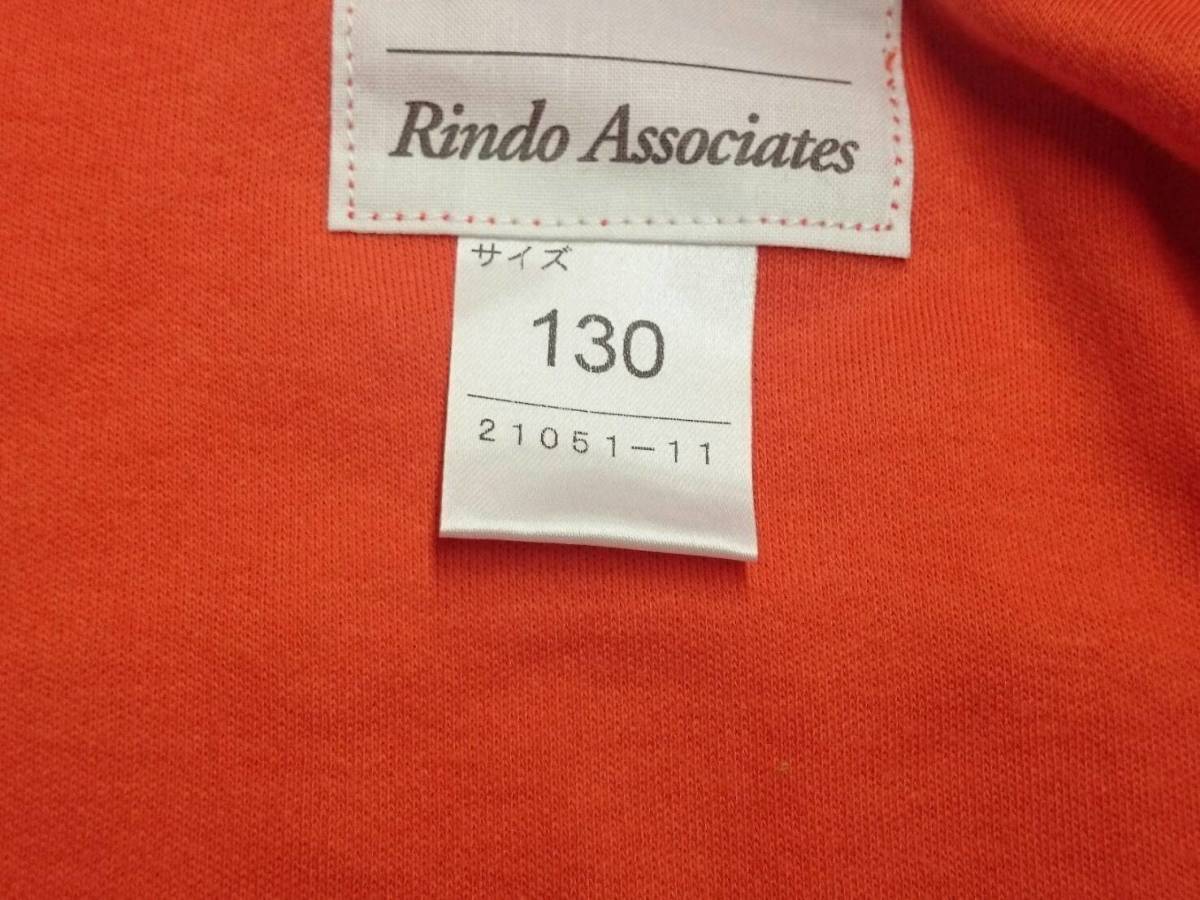 Rindo Associates
サイズ
130
21051-11